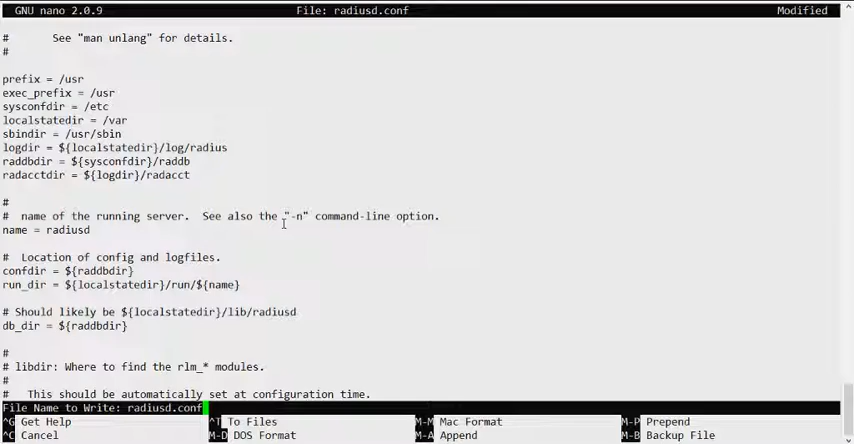 GNU nano 2.0.9 File: radiusd.conf Modified
# See "man unlang" for details.
#
prefix = /usr
exec_prefix = /usr
sysconfdir = /etc
localstatedir = /var
sbindir = /usr/sbin
logdir = ${localstatedir}/log/radius
raddbdir = ${sysconfdir}/raddb
radacctdir = ${logdir}/radacct
#
# name of the running server. See also the "-n" command-line option.
name = radiusd
# Location of config and logfiles.
confdir = ${raddbdir}
run_dir = ${localstatedir}/run/${name}
# Should likely be ${localstatedir}/lib/radiusd
db_dir = ${raddbdir}
#
# libdir: Where to find the rlm_* modules.
#
# This should be automatically set at configuration time.
File Name to Write: radiusd.conf
^G Get Help ^T To Files M-M Mac Format M-P Prepend
^C Cancel M-D DOS Format M-A Append M-B Backup File